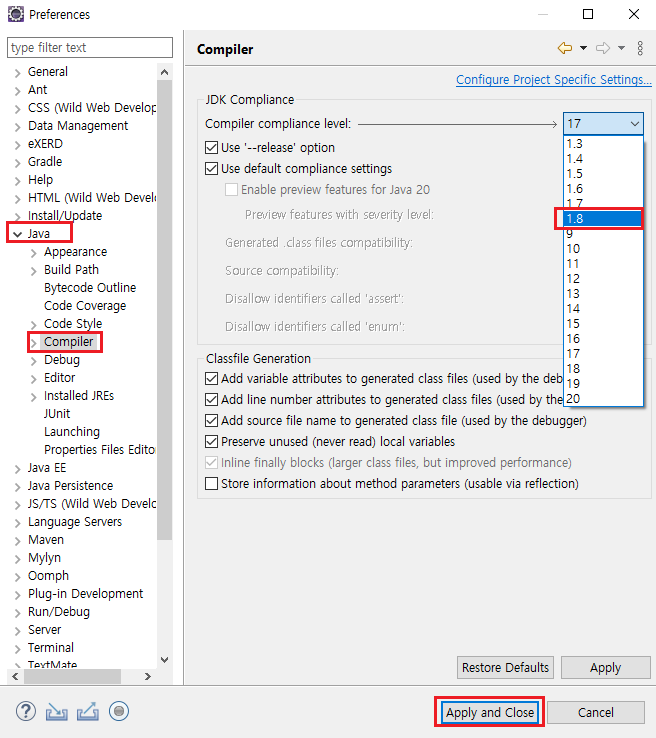 Preferences
type filter text
General
Ant
CSS (Wild Web Develop
Data Management
eXERD
Gradle
Help
HTML (Wild Web Develo
Install/Update
Java
Appearance
Build Path
Bytecode Outline
Code Coverage
Code Style
Compiler
Debug
Editor
Installed JREs
JUnit
Launching
Properties Files Editor
Java EE
Java Persistence
JS/TS (Wild Web Develo
Language Servers
Maven
Mylyn
Oomph
Plug-in Development
Run/Debug
Server
Terminal
TextMate
Compiler
Configure Project Specific Settings...
JDK Compliance
Compiler compliance level:
17
1.3
1.4
1.5
1.6
1.7
1.8
9
10
11
12
13
14
15
16
17
18
19
20
Use '--release' option
Use default compliance settings
Enable preview features for Java 20
Preview features with severity level:
Generated .class files compatibility:
Source compatibility:
Disallow identifiers called 'assert':
Disallow identifiers called 'enum':
Classfile Generation
Add variable attributes to generated class files (used by the deb
Add line number attributes to generated class files (used by the
Add source file name to generated class file (used by the debugger)
Preserve unused (never read) local variables
Inline finally blocks (larger class files, but improved performance)
Store information about method parameters (usable via reflection)
Restore Defaults
Apply
?
Apply and Close
Cancel